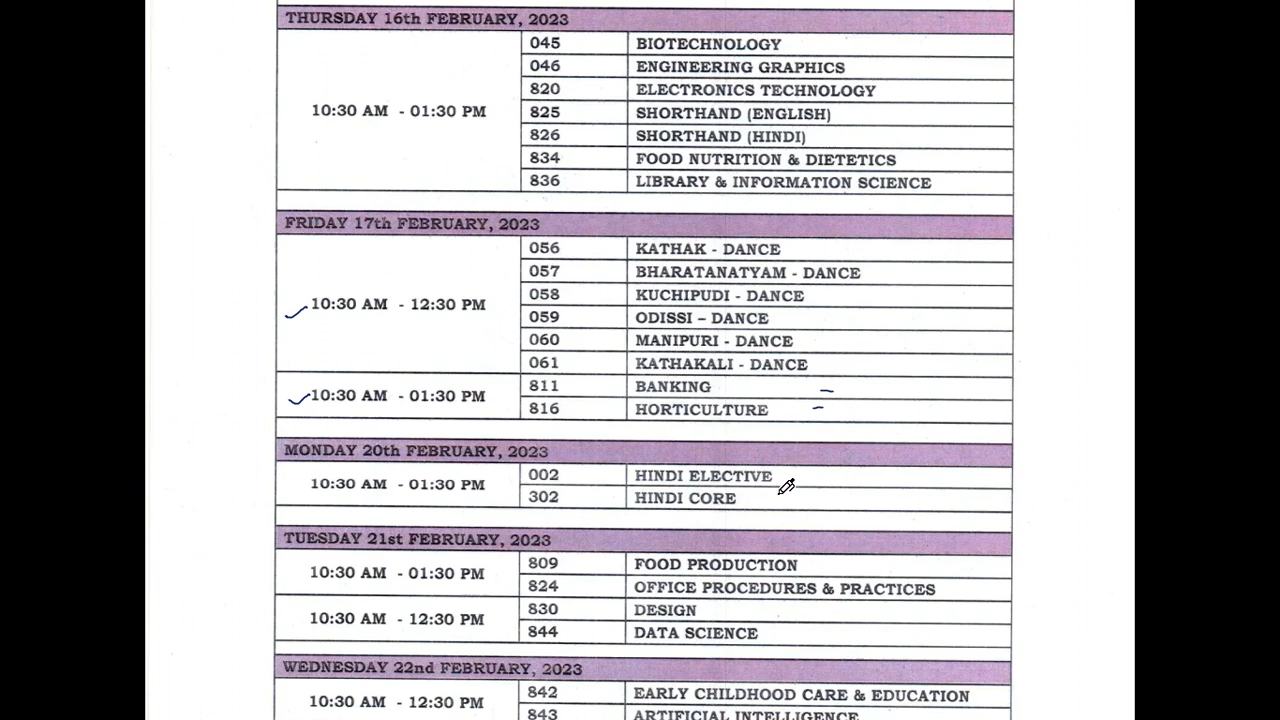 THURSDAY 16th FEBRUARY, 2023
10:30 AM - 01:30 PM
045 BIOTECHNOLOGY
046 ENGINEERING GRAPHICS
820 ELECTRONICS TECHNOLOGY
825 SHORTHAND (ENGLISH)
826 SHORTHAND (HINDI)
834 FOOD NUTRITION & DIETETICS
836 LIBRARY & INFORMATION SCIENCE
FRIDAY 17th FEBRUARY, 2023
10:30 AM - 12:30 PM
056 KATHAK - DANCE
057 BHARATANATYAM - DANCE
058 KUCHIPUDI - DANCE
059 ODISSI – DANCE
060 MANIPURI - DANCE
061 KATHAKALI - DANCE
10:30 AM - 01:30 PM
811 BANKING
816 HORTICULTURE
MONDAY 20th FEBRUARY, 2023
10:30 AM - 01:30 PM
002 HINDI ELECTIVE
302 HINDI CORE
TUESDAY 21st FEBRUARY, 2023
10:30 AM - 01:30 PM
809 FOOD PRODUCTION
824 OFFICE PROCEDURES & PRACTICES
10:30 AM - 12:30 PM
830 DESIGN
844 DATA SCIENCE
WEDNESDAY 22nd FEBRUARY, 2023
10:30 AM - 12:30 PM
842 EARLY CHILDHOOD CARE & EDUCATION
843 ARTIFICIAL INTELLIGENCE